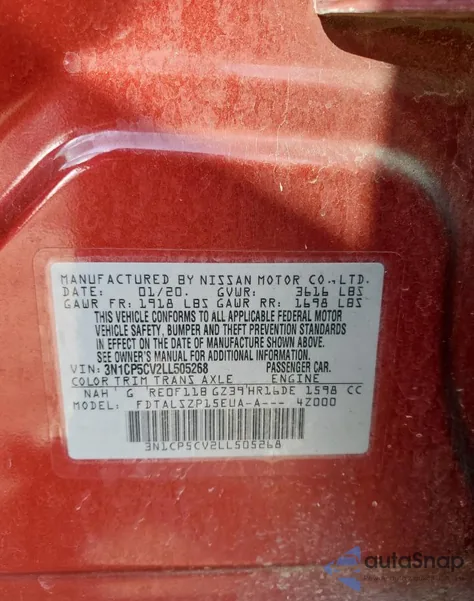 MANUFACTURED BY NISSAN MOTOR CO., LTD.
DATE: 01/20. GVWR: 3616 LBS
GAWR FR: 1918 LBS GAWR RR: 1698 LBS
THIS VEHICLE CONFORMS TO ALL APPLICABLE FEDERAL MOTOR
VEHICLE SAFETY, BUMPER AND THEFT PREVENTION STANDARDS
IN EFFECT ON THE DATE OF MANUFACTURE SHOWN ABOVE.
SEE OWNER'S MANUAL FOR ADDITIONAL INFORMATION.
VIN: 3N1CP5CV2LL505268 PASSENGER CAR.
COLOR TRIM TRANS AXLE ENGINE
NAH G RE0F11B GZ39 HR16DE 1598 CC
MODEL: FDTALSZP15EUA-A--- 4Z000
3N1CP5CV2LL505268
autoSnap